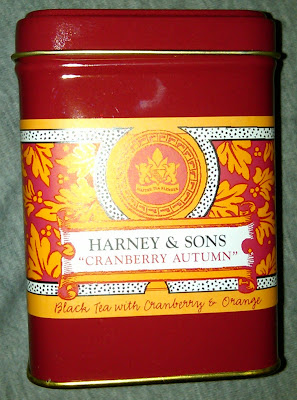 HARNEY & SONS
"CRANBERRY AUTUMN"
Black Tea with Cranberry & Orange